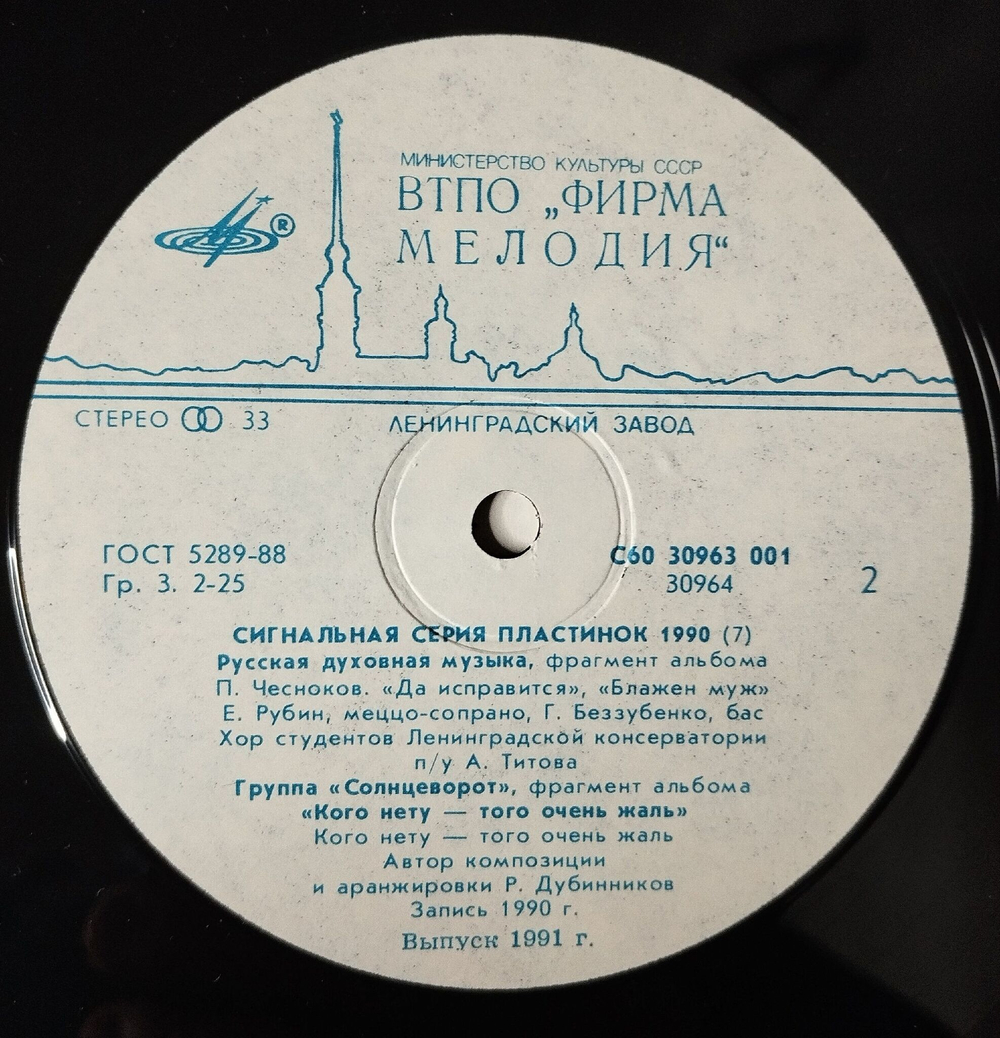 МИНИСТЕРСТВО КУЛЬТУРЫ СССР
ВТПО „ФИРМА
МЕЛОДИЯ“
®
СТЕРЕО 33
ЛЕНИНГРАДСКИЙ ЗАВОД
ГОСТ 5289-88
Гр. 3. 2-25
С60 30963 001
30964
2
СИГНАЛЬНАЯ СЕРИЯ ПЛАСТИНОК 1990 (7)
Русская духовная музыка, фрагмент альбома
П. Чесноков. «Да исправится», «Блажен муж»
Е. Рубин, меццо-сопрано, Г. Беззубенко, бас
Хор студентов Ленинградской консерватории
п/у А. Титова
Группа «Солнцеворот», фрагмент альбома
«Кого нету — того очень жаль»
Кого нету — того очень жаль
Автор композиции
и аранжировки Р. Дубинников
Запись 1990 г.
Выпуск 1991 г.